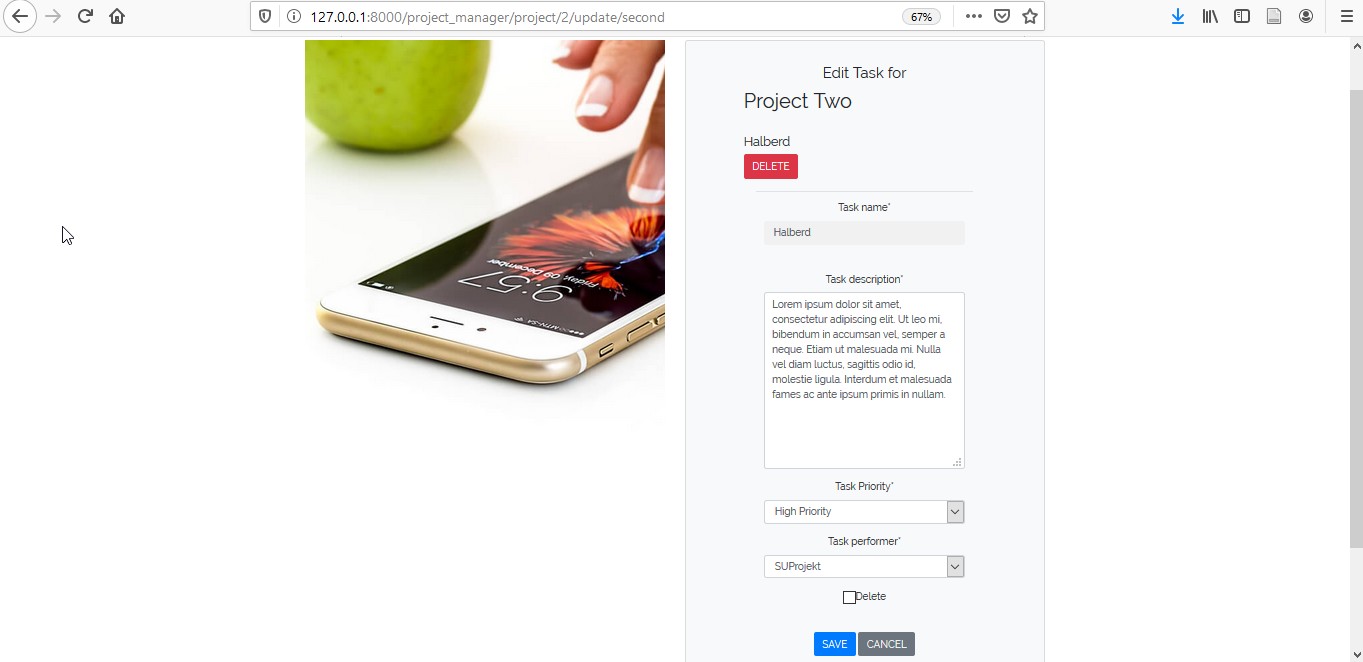 127.0.0.1:8000/project_manager/project/2/update/second
67%
Edit Task for
Project Two
Halberd
DELETE
Task name*
Halberd
Task description*
Lorem ipsum dolor sit amet,
consectetur adipiscing elit. Ut leo mi,
bibendum in accumsan vel, semper a
neque. Etiam ut malesuada mi. Nulla
vel diam luctus, sagittis odio id,
molestie ligula. Interdum et malesuada
fames ac ante ipsum primis in nullam.
Task Priority*
High Priority
Task performer*
SUProjekt
Delete
SAVE CANCEL
9:57
Friday, 09 December
MTN-SA